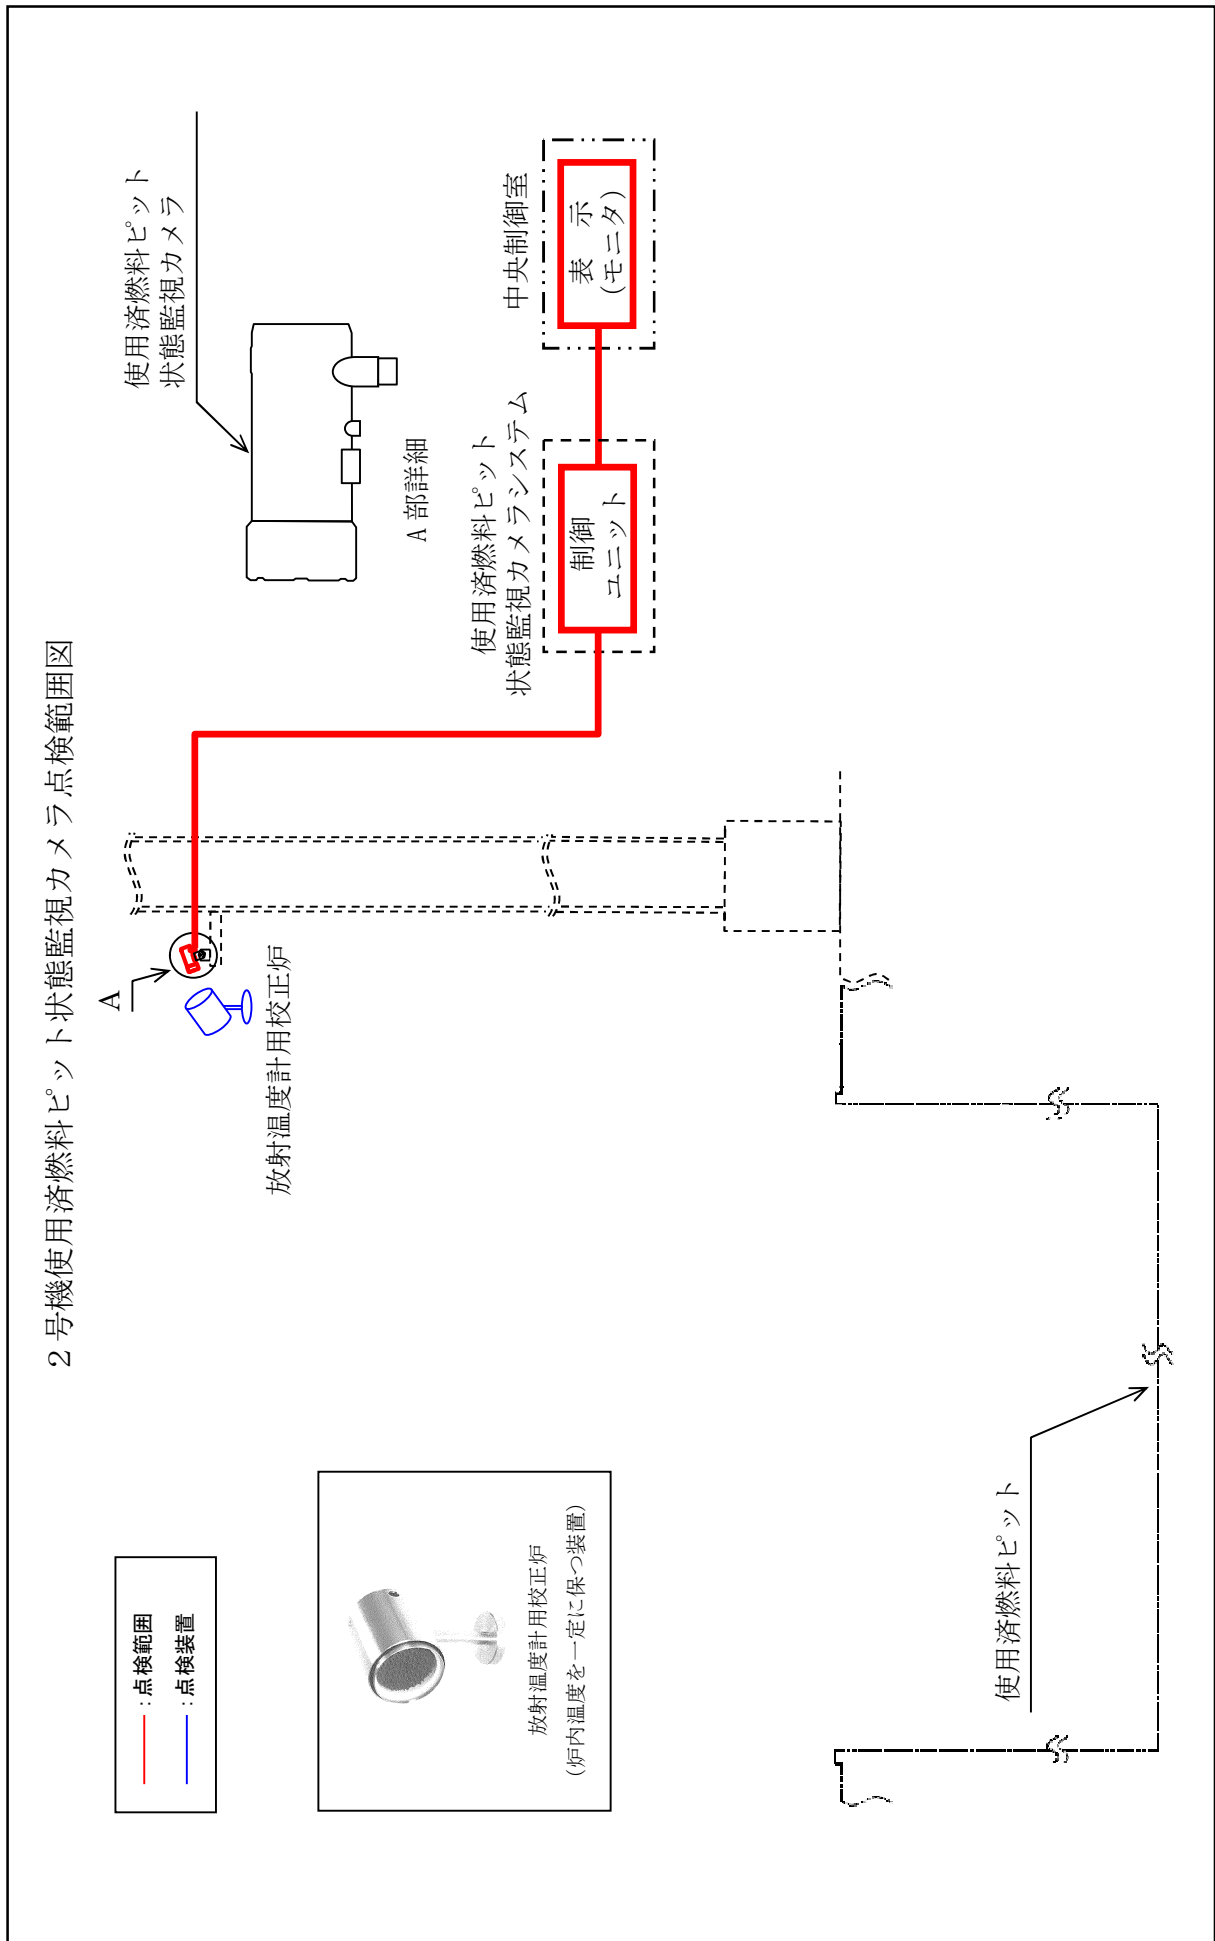 2号機使用済燃料ピット状態監視カメラ点検範囲図
:点検範囲
:点検装置
A
放射温度計用校正炉
使用済燃料ピット
状態監視カメラ
A部詳細
放射温度計用校正炉
(炉内温度を一定に保つ装置)
使用済燃料ピット
状態監視カメラシステム
制御
ユニット
中央制御室
表 示
(モニタ)
使用済燃料ピット